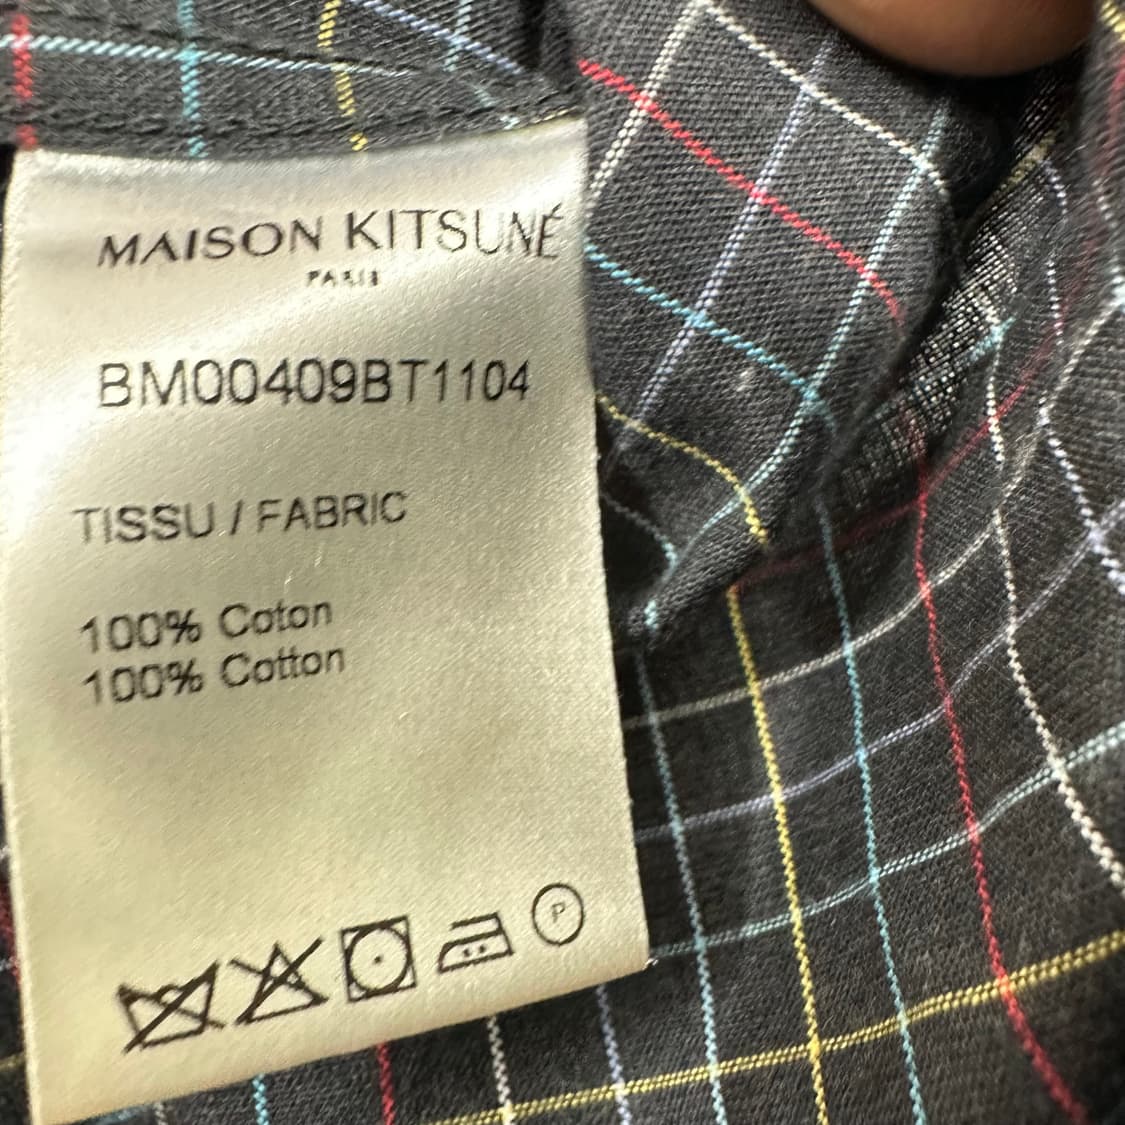 MAISON KITSUNÉ
PARIS
BM00409BT1104
TISSU / FABRIC
100% Coton
100% Cotton
P